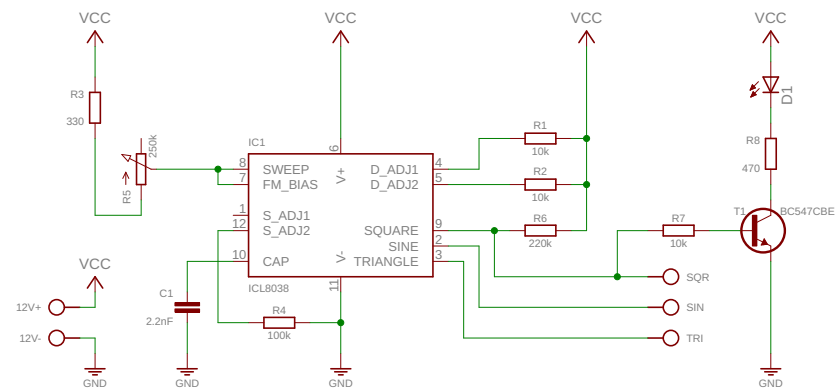 VCC
VCC
VCC
VCC
R3
330
250k
R5
IC1
8
7
1
12
10
SWEEP
FM_BIAS
S_ADJ1
S_ADJ2
CAP
6
V+
V-
11
D_ADJ1
D_ADJ2
SQUARE
SINE
TRIANGLE
4
5
9
2
3
ICL8038
R1
10k
R2
10k
R6
220k
D1
R8
470
T1
BC547CBE
R7
10k
SQR
SIN
TRI
VCC
12V+
12V-
C1
2.2nF
R4
100k
GND
GND
GND
GND